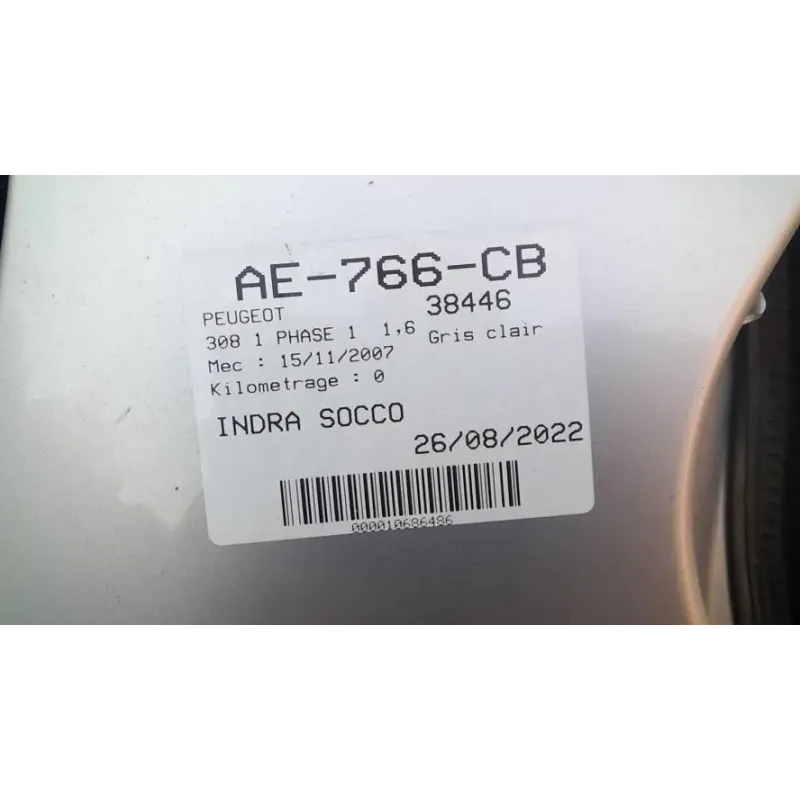 AE-766-CB
PEUGEOT 38446
308 1 PHASE 1 1,6 Gris clair
Mec : 15/11/2007
Kilometrage : 0
INDRA SOCCO
26/08/2022
000010686486